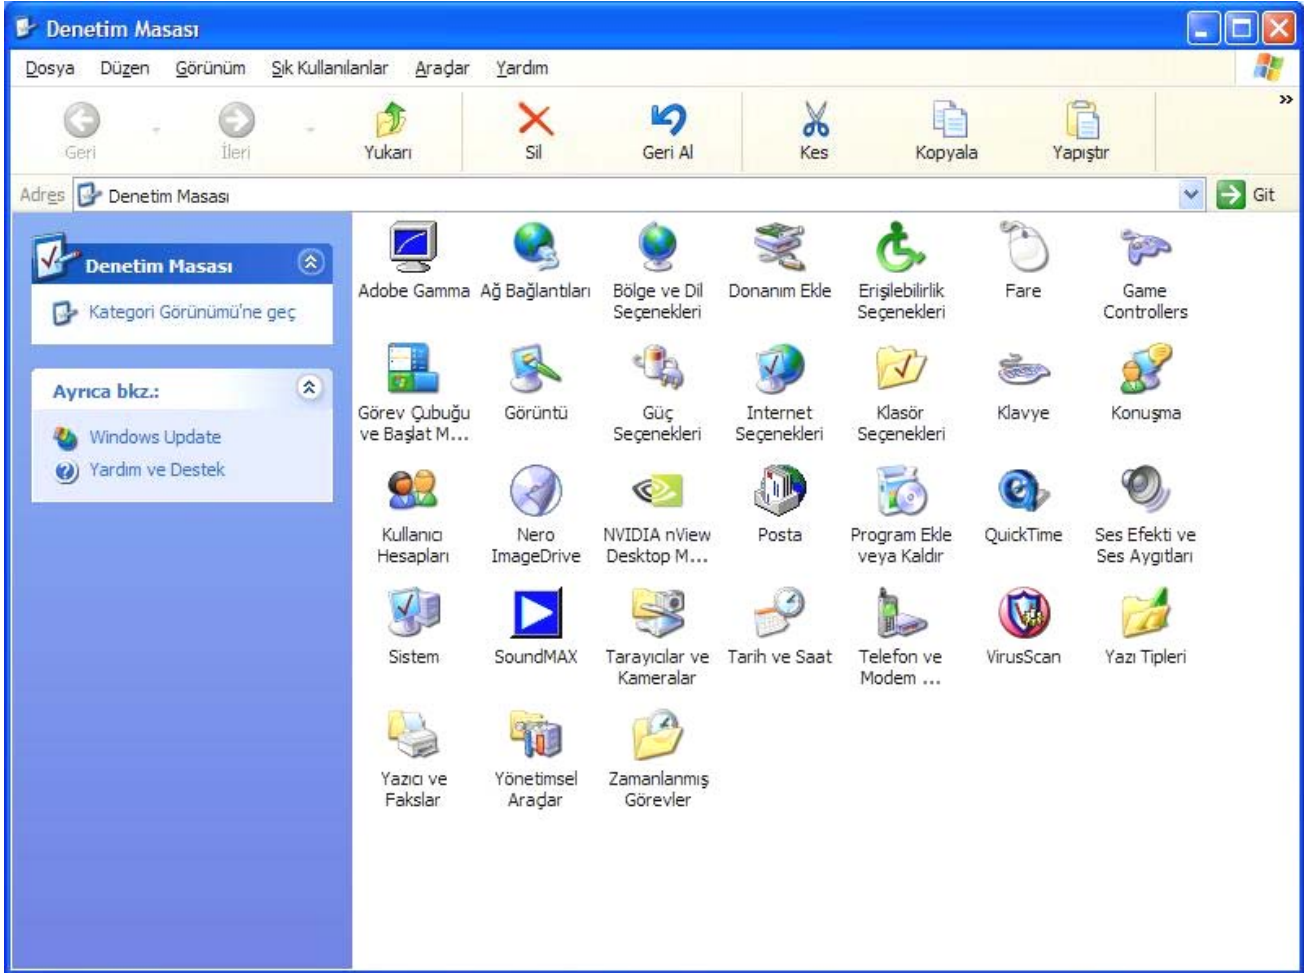 Denetim Masası
Dosya Düzen Görünüm Sık Kullanılanlar Araçlar Yardım
Geri İleri Yukarı Sil Geri Al Kes Kopyala Yapıştır
Adres Denetim Masası Git
Denetim Masası
Kategori Görünümü'ne geç
Ayrıca bkz.:
Windows Update
Yardım ve Destek
Adobe Gamma
Ağ Bağlantıları
Bölge ve Dil
Seçenekleri
Donanım Ekle
Erişilebilirlik
Seçenekleri
Fare
Game
Controllers
Görev Çubuğu
ve Başlat M...
Görüntü
Güç
Seçenekleri
Internet
Seçenekleri
Klasör
Seçenekleri
Klavye
Konuşma
Kullanıcı
Hesapları
Nero
ImageDrive
NVIDIA nView
Desktop M...
Posta
Program Ekle
veya Kaldır
QuickTime
Ses Efekti ve
Ses Aygıtları
Sistem
SoundMAX
Tarayıcılar ve
Kameralar
Tarih ve Saat
Telefon ve
Modem ...
VirusScan
Yazı Tipleri
Yazıcı ve
Fakslar
Yönetimsel
Araçlar
Zamanlanmış
Görevler